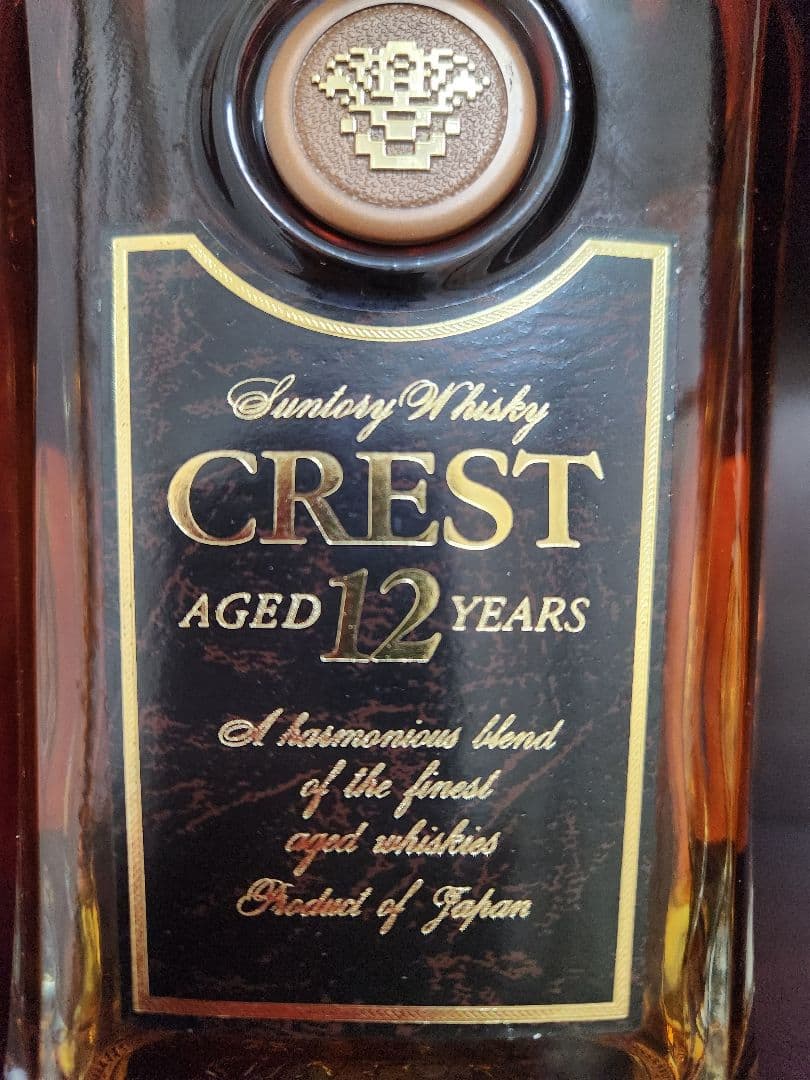 Suntory Whisky
CREST
AGED 12 YEARS
A harmonious blend
of the finest
aged whiskies
Product of Japan